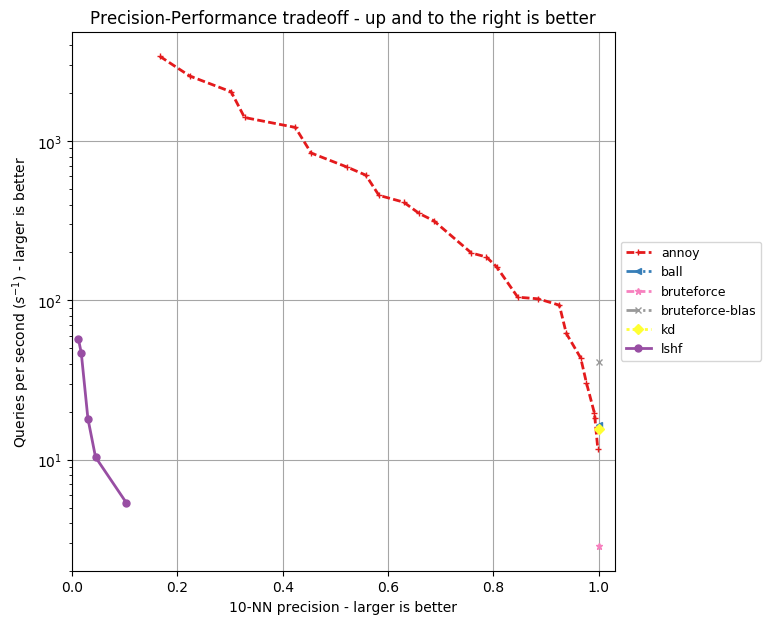 Precision-Performance tradeoff - up and to the right is better
Queries per second (s⁻¹) - larger is better
10³
10²
10¹
0.0 0.2 0.4 0.6 0.8 1.0
10-NN precision - larger is better
annoy
ball
bruteforce
bruteforce-blas
kd
lshf